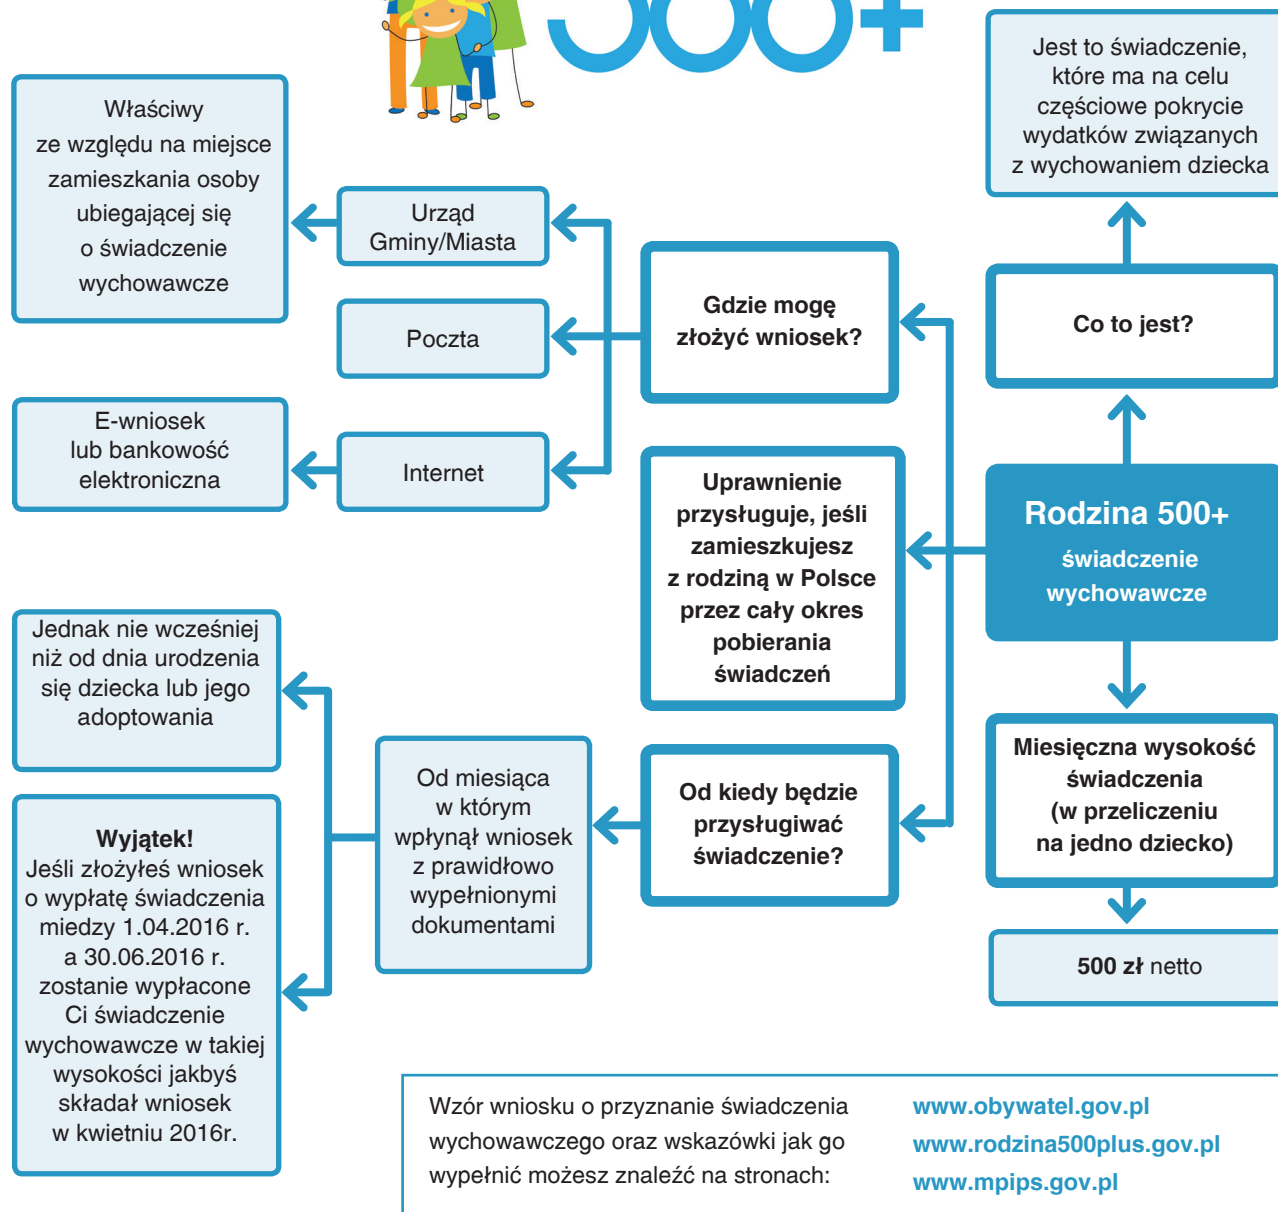 500+
Jest to świadczenie,
które ma na celu
częściowe pokrycie
wydatków związanych
z wychowaniem dziecka
Właściwy
ze względu na miejsce
zamieszkania osoby
ubiegającej się
o świadczenie
wychowawcze
Urząd
Gminy/Miasta
Poczta
E-wniosek
lub bankowość
elektroniczna
Internet
Gdzie mogę
złożyć wniosek?
Co to jest?
Uprawnienie
przysługuje, jeśli
zamieszkujesz
z rodziną w Polsce
przez cały okres
pobierania
świadczeń
Rodzina 500+
świadczenie
wychowawcze
Jednak nie wcześniej
niż od dnia urodzenia
się dziecka lub jego
adoptowania
Wyjątek!
Jeśli złożyłeś wniosek
o wypłatę świadczenia
miedzy 1.04.2016 r.
a 30.06.2016 r.
zostanie wypłacone
Ci świadczenie
wychowawcze w takiej
wysokości jakbyś
składał wniosek
w kwietniu 2016r.
Od miesiąca
w którym
wpłynął wniosek
z prawidłowo
wypełnionymi
dokumentami
Od kiedy będzie
przysługiwać
świadczenie?
Miesięczna wysokość
świadczenia
(w przeliczeniu
na jedno dziecko)
500 zł netto
Wzór wniosku o przyznanie świadczenia
wychowawczego oraz wskazówki jak go
wypełnić możesz znaleźć na stronach:
www.obywatel.gov.pl
www.rodzina500plus.gov.pl
www.mpips.gov.pl